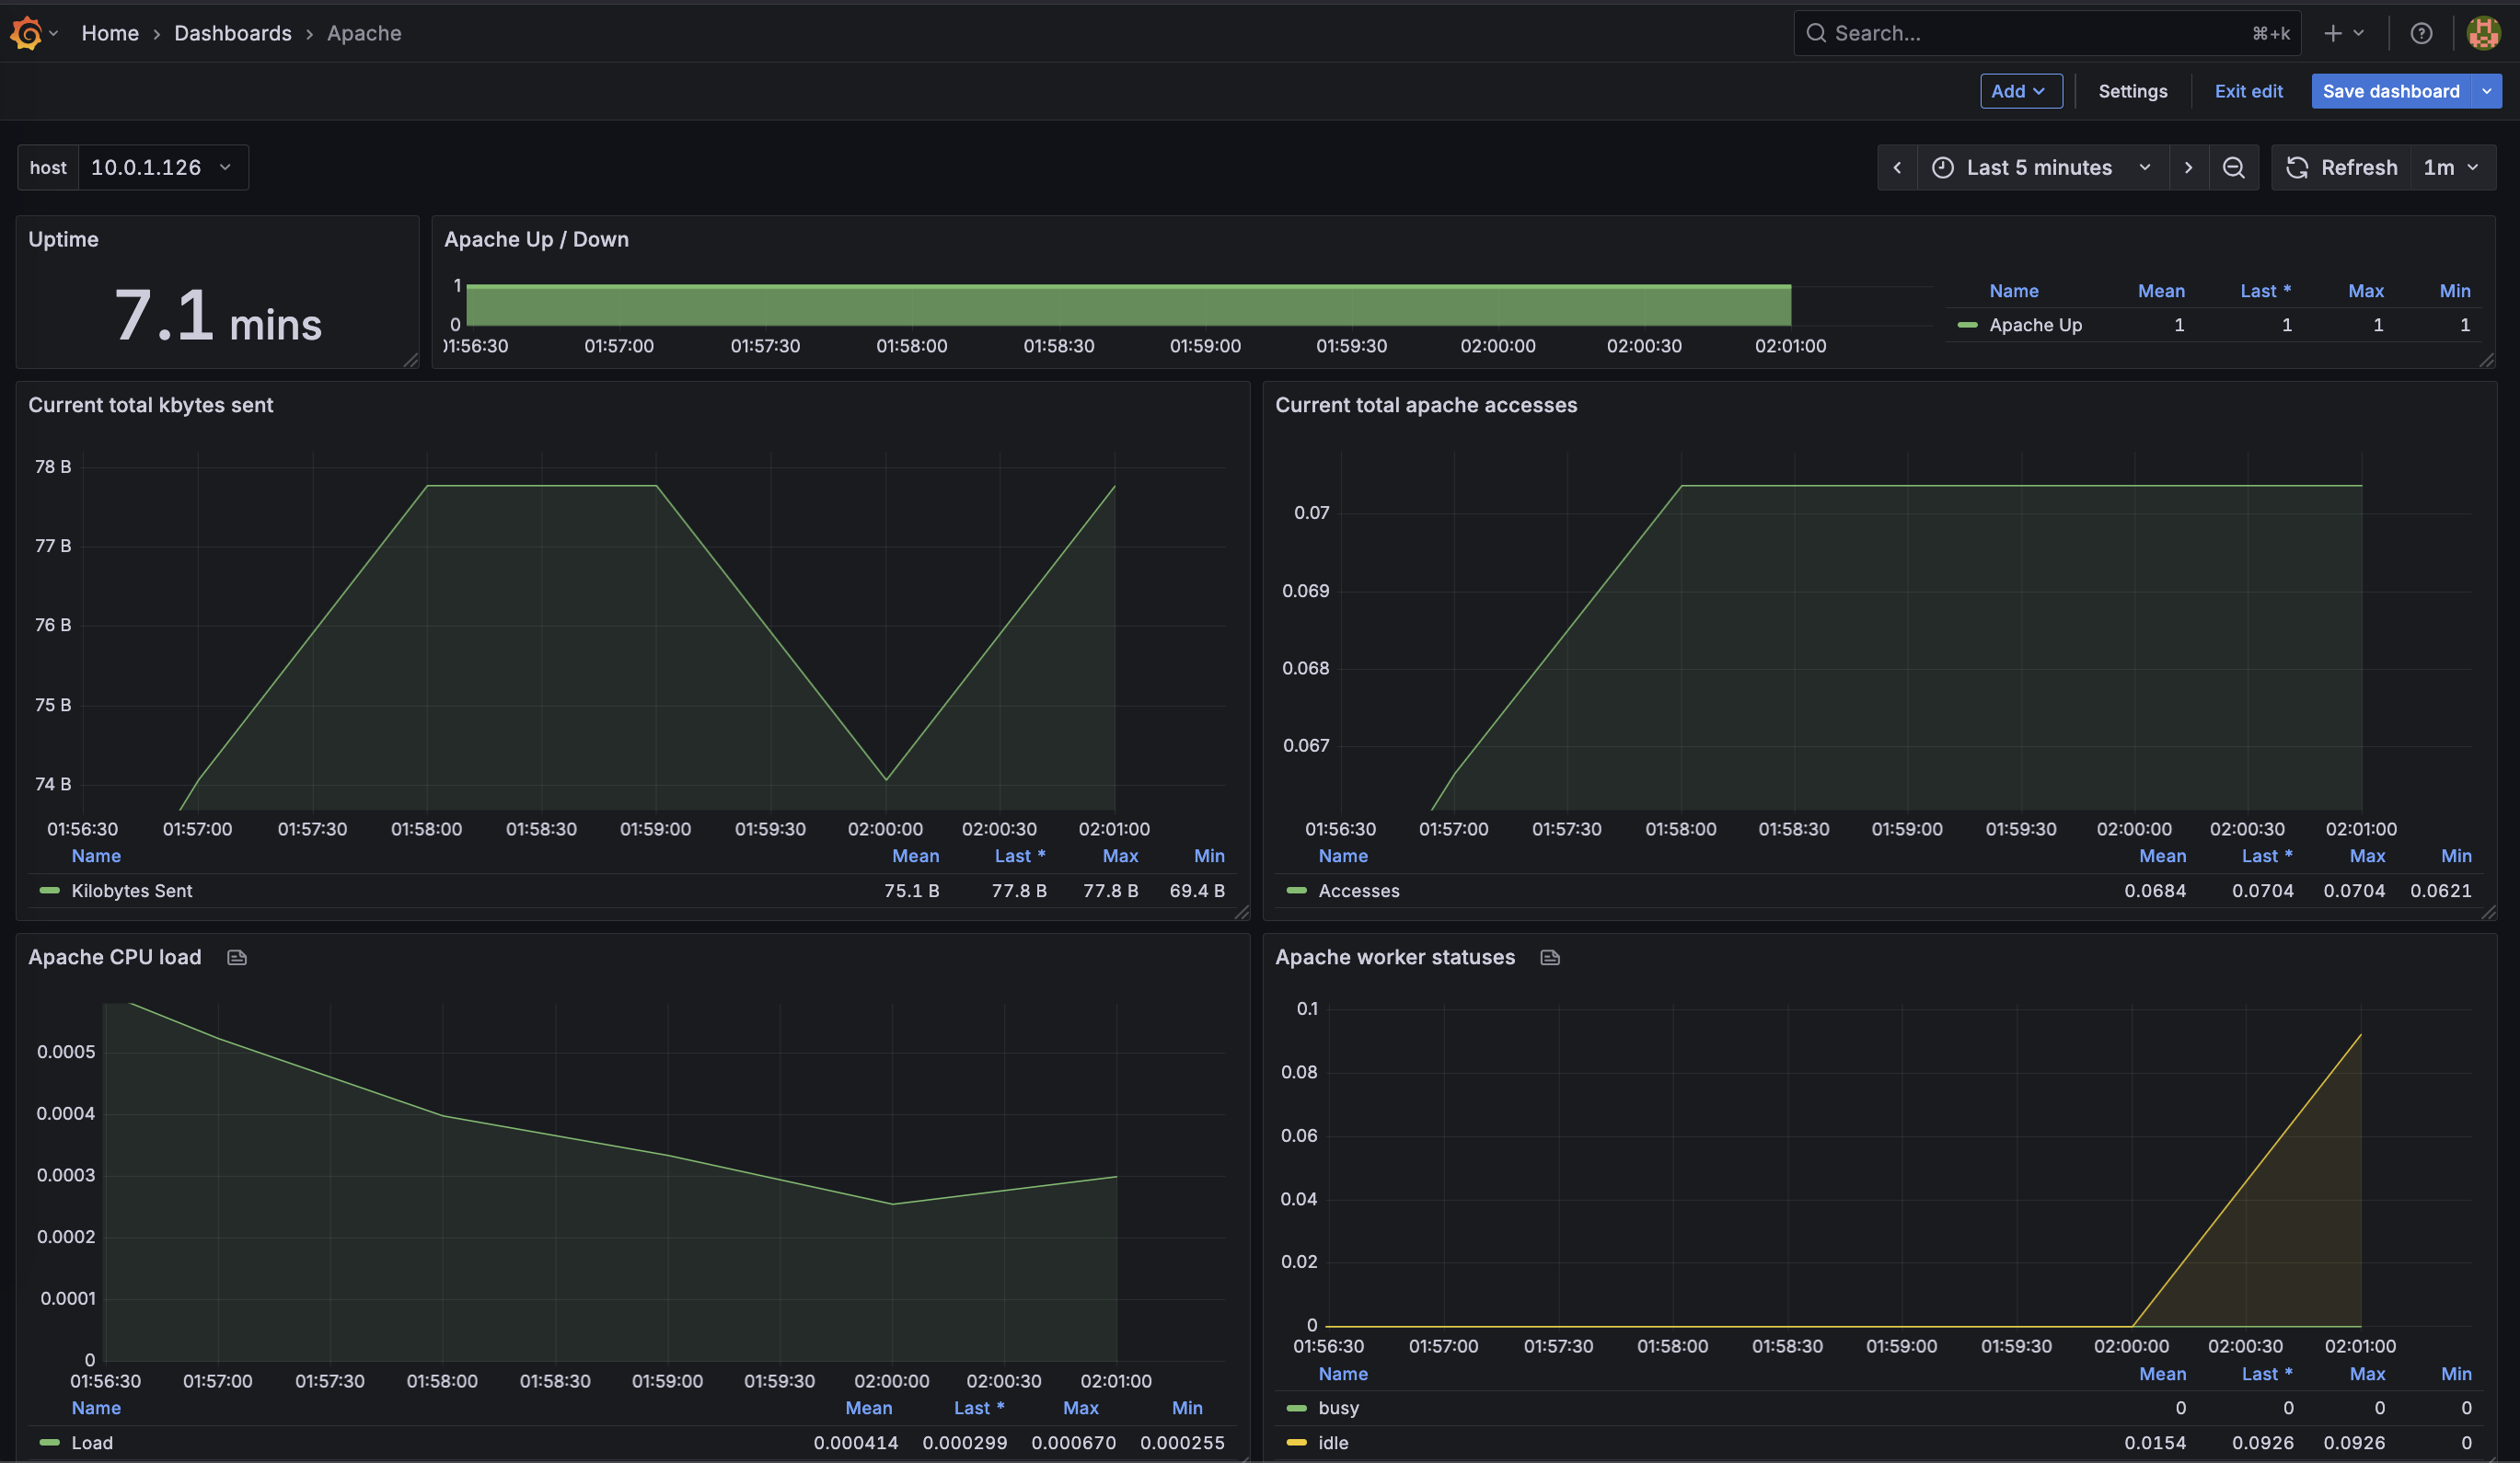 Home › Dashboards › Apache
Search... ⌘+k
Add Settings Exit edit Save dashboard
host 10.0.1.126
Last 5 minutes Refresh 1m
Uptime
7.1 mins
Apache Up / Down
1
0
01:56:30 01:57:00 01:57:30 01:58:00 01:58:30 01:59:00 01:59:30 02:00:00 02:00:30 02:01:00
Name Mean Last * Max Min
Apache Up 1 1 1 1
Current total kbytes sent
78 B
77 B
76 B
75 B
74 B
01:56:30 01:57:00 01:57:30 01:58:00 01:58:30 01:59:00 01:59:30 02:00:00 02:00:30 02:01:00
Name Mean Last * Max Min
Kilobytes Sent 75.1 B 77.8 B 77.8 B 69.4 B
Current total apache accesses
0.07
0.069
0.068
0.067
01:56:30 01:57:00 01:57:30 01:58:00 01:58:30 01:59:00 01:59:30 02:00:00 02:00:30 02:01:00
Name Mean Last * Max Min
Accesses 0.0684 0.0704 0.0704 0.0621
Apache CPU load
0.0005
0.0004
0.0003
0.0002
0.0001
0
01:56:30 01:57:00 01:57:30 01:58:00 01:58:30 01:59:00 01:59:30 02:00:00 02:00:30 02:01:00
Name Mean Last * Max Min
Load 0.000414 0.000299 0.000670 0.000255
Apache worker statuses
0.1
0.08
0.06
0.04
0.02
0
01:56:30 01:57:00 01:57:30 01:58:00 01:58:30 01:59:00 01:59:30 02:00:00 02:00:30 02:01:00
Name Mean Last * Max Min
busy 0 0 0 0
idle 0.0154 0.0926 0.0926 0